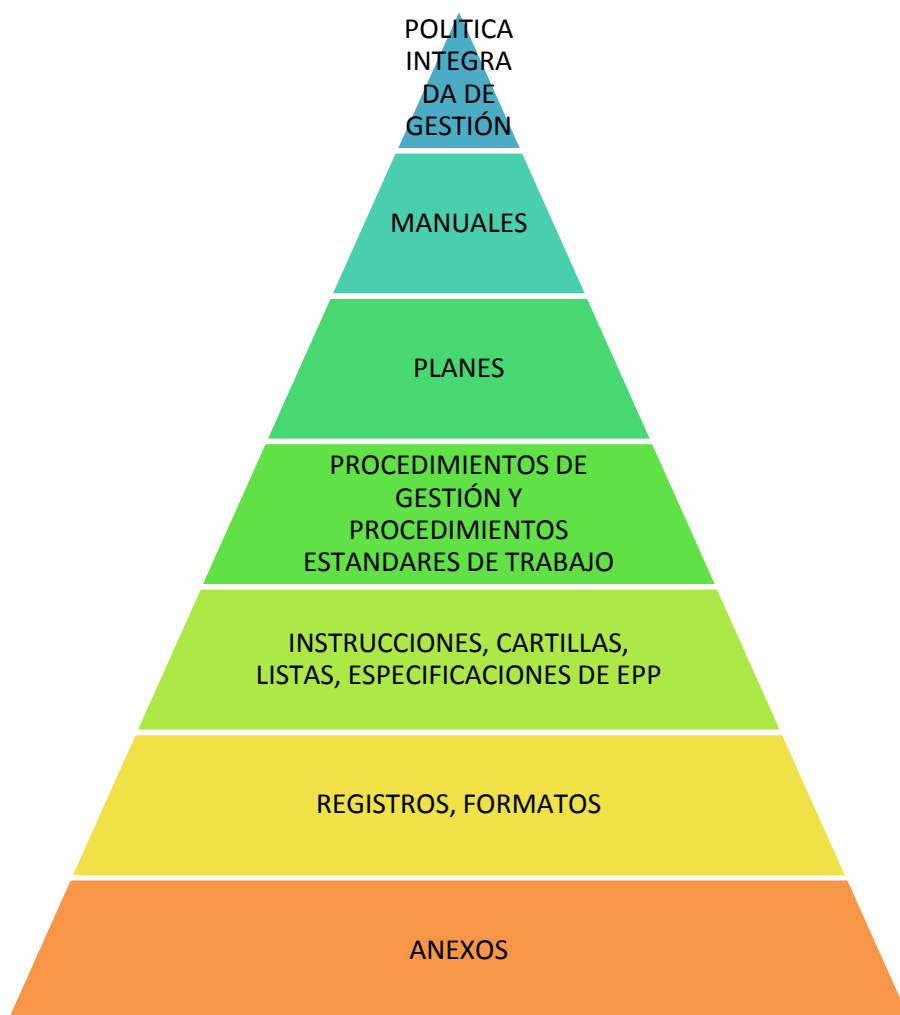 POLITICA
INTEGRA
DA DE
GESTIÓN
MANUALES
PLANES
PROCEDIMIENTOS DE
GESTIÓN Y
PROCEDIMIENTOS
ESTANDARES DE TRABAJO
INSTRUCCIONES, CARTILLAS,
LISTAS, ESPECIFICACIONES DE EPP
REGISTROS, FORMATOS
ANEXOS